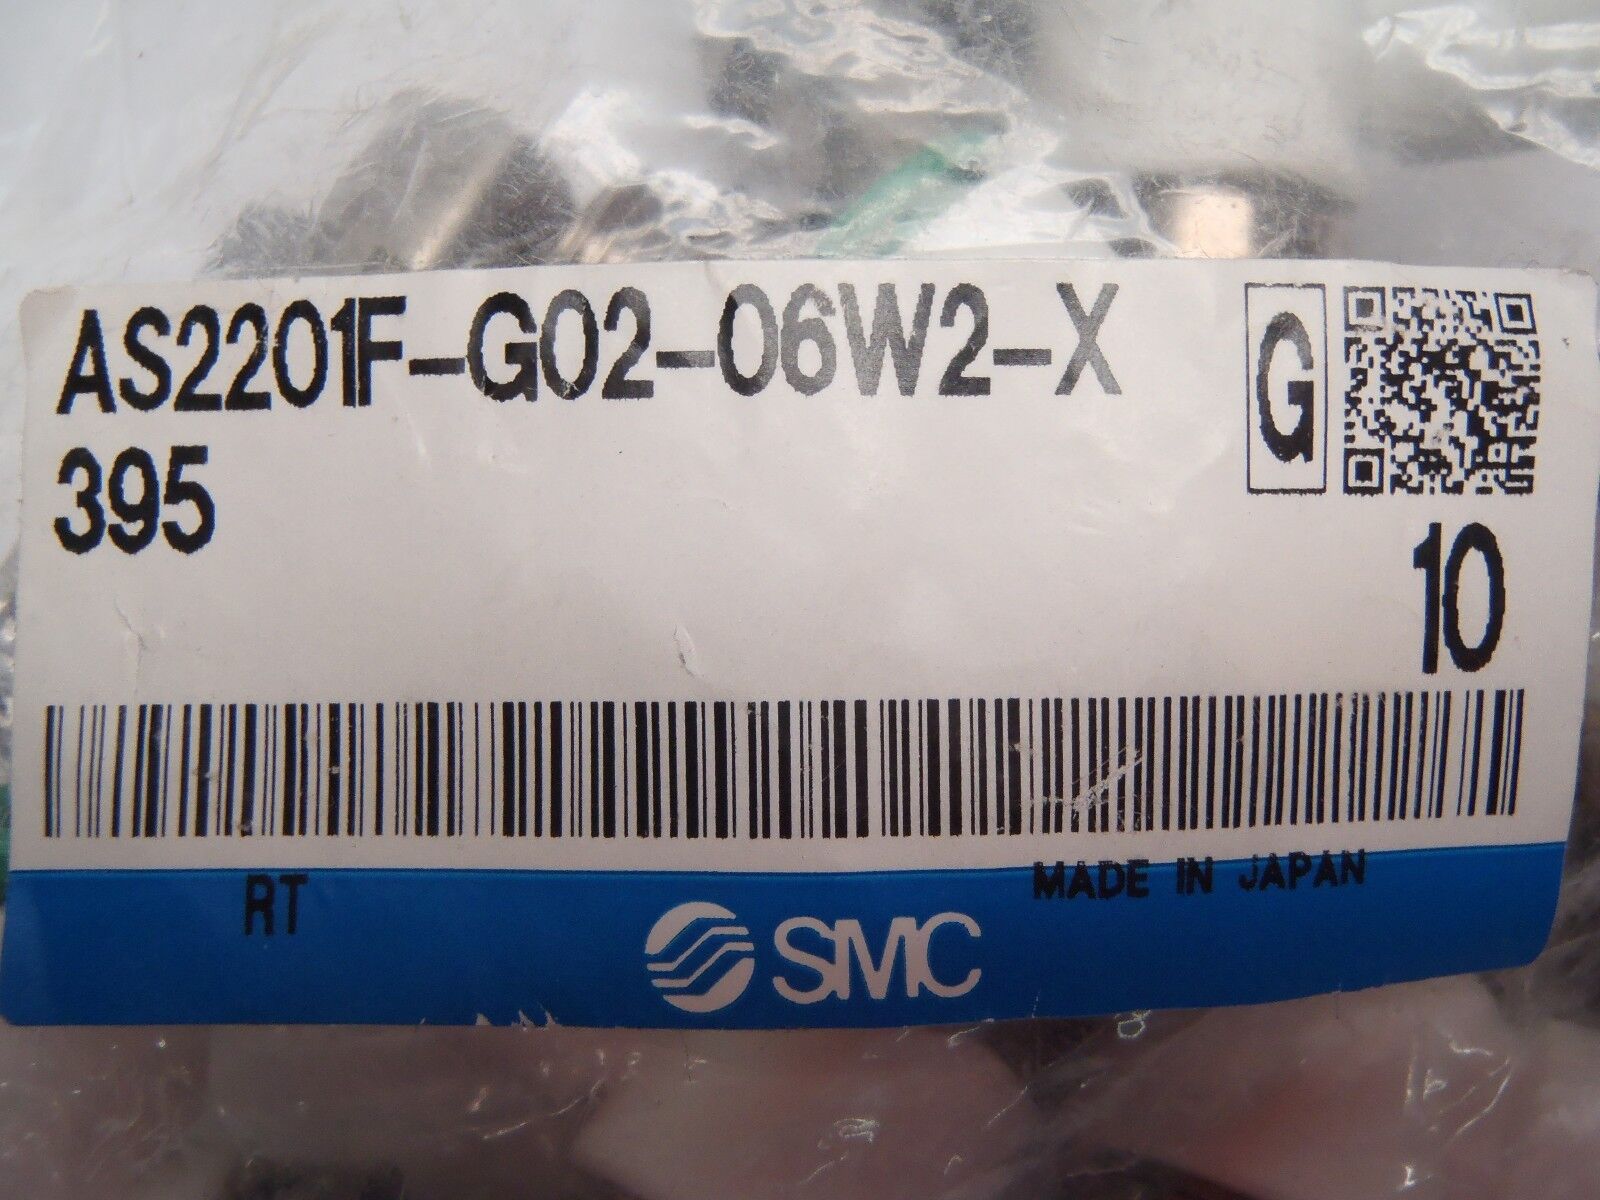 AS2201F-G02-06W2-X
395
G
10
RT
MADE IN JAPAN
SMC